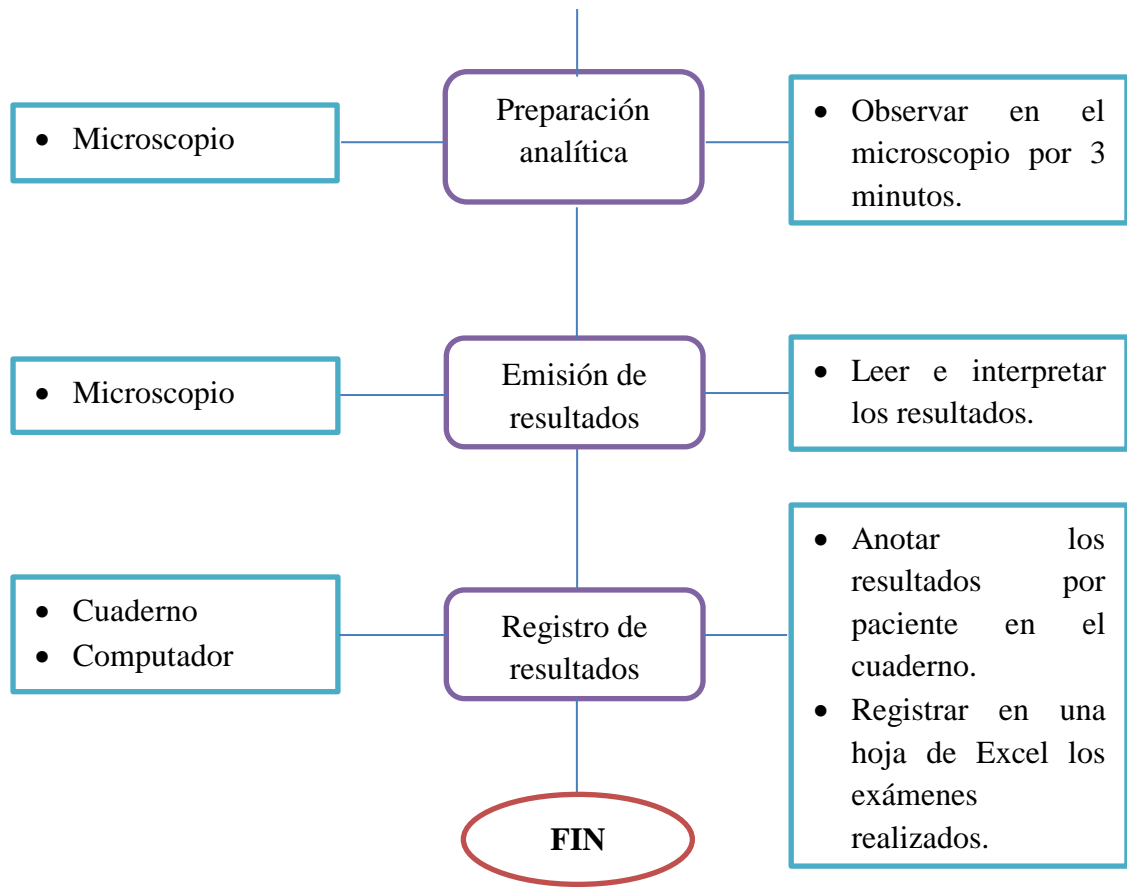 • Microscopio
Preparación
analítica
• Observar en el
microscopio por 3
minutos.
• Microscopio
Emisión de
resultados
• Leer e interpretar
los resultados.
• Cuaderno
• Computador
Registro de
resultados
• Anotar los
resultados por
paciente en el
cuaderno.
• Registrar en una
hoja de Excel los
exámenes
realizados.
FIN